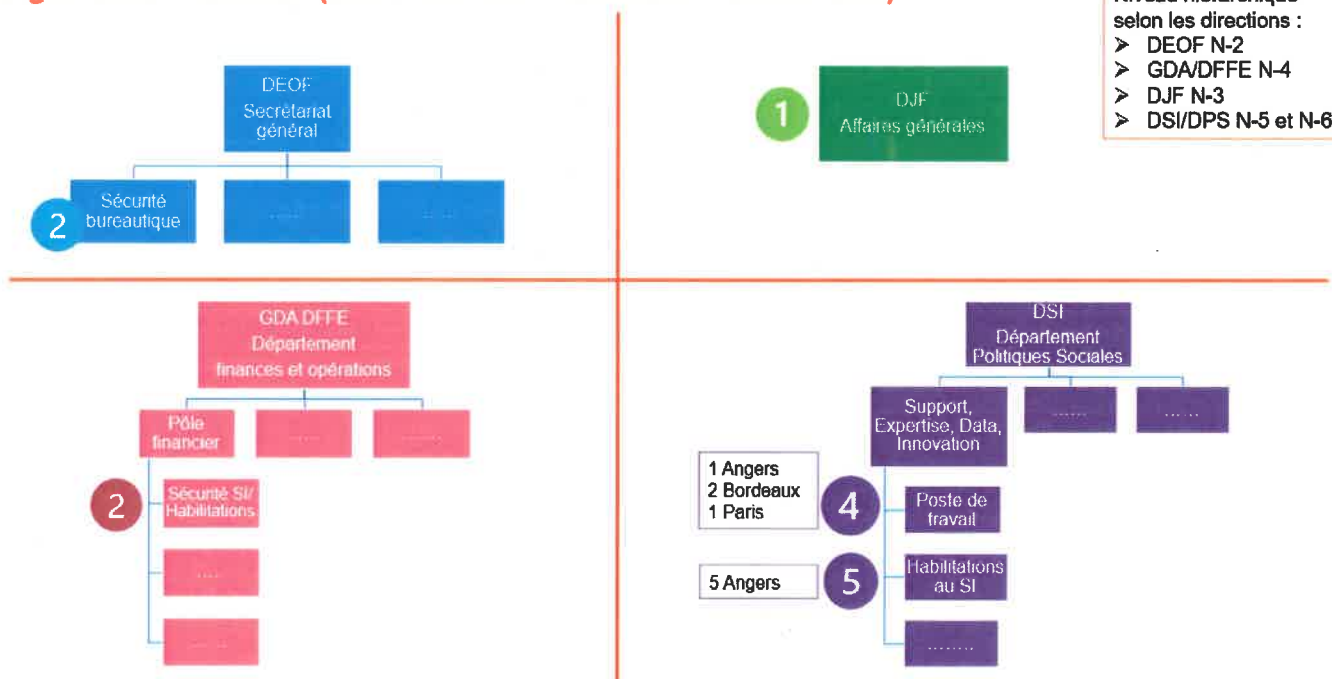 selon les directions :
➤ DEOF N-2
➤ GDA/DFFE N-4
➤ DJF N-3
➤ DSI/DPS N-5 et N-6
DEOF
Secrétariat
général
2
Sécurité
bureautique
......
......
1
DJF
Affaires générales
GDA DFFE
Département
finances et opérations
Pôle
financier
......
......
2
Sécurité SI/
Habilitations
......
......
DSI
Département
Politiques Sociales
Support,
Expertise, Data,
Innovation
......
......
1 Angers
2 Bordeaux
1 Paris
4
Poste de
travail
5 Angers
5
Habilitations
au SI
........